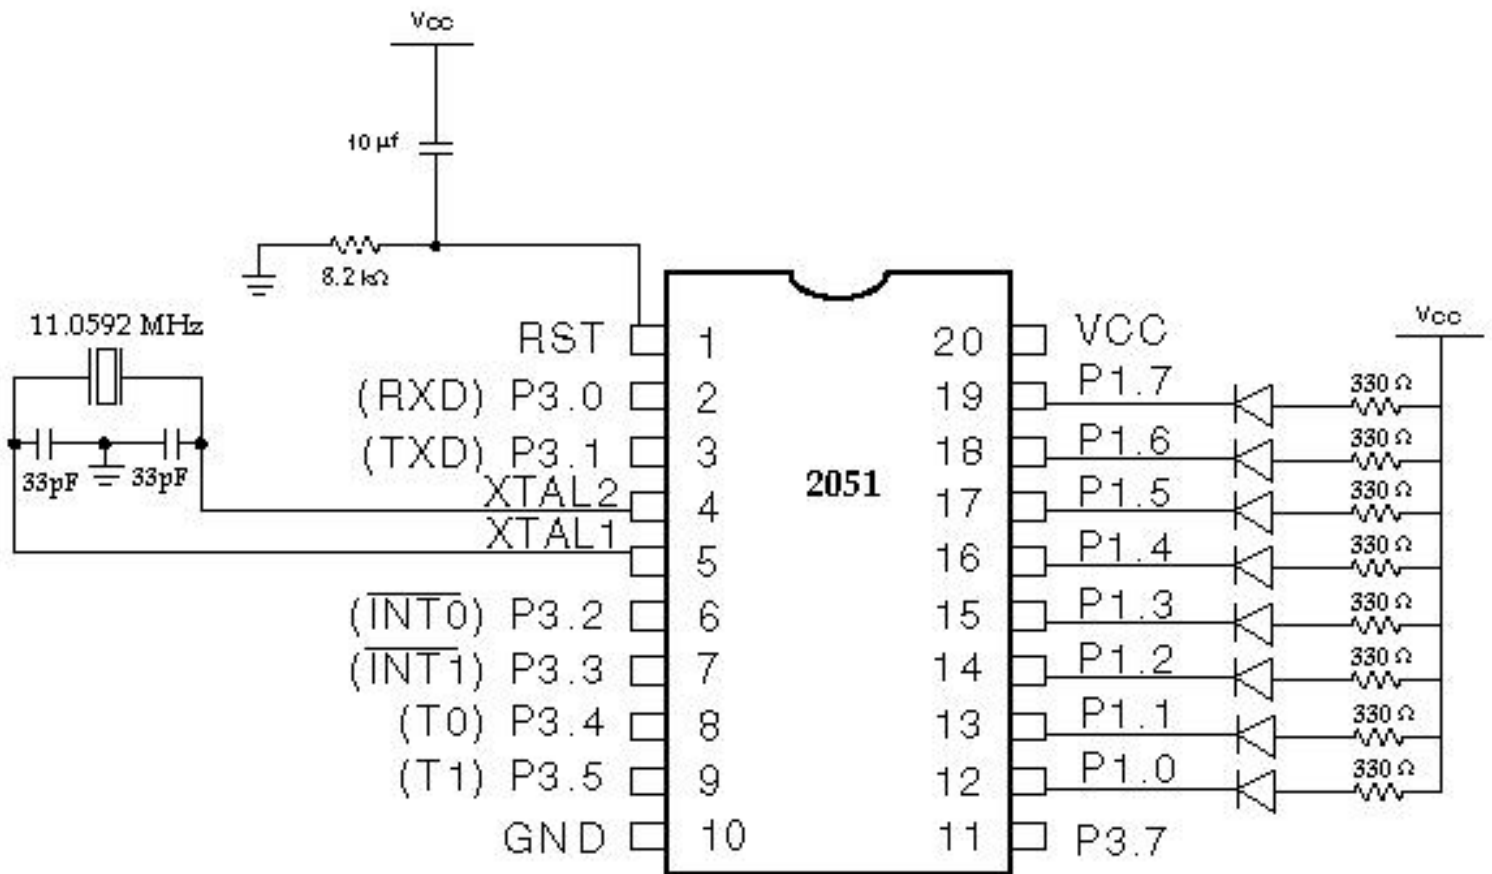 Vcc
10 µf
8.2 kΩ
11.0592 MHz
33pF 33pF
2051
RST 1
(RXD) P3.0 2
(TXD) P3.1 3
XTAL2 4
XTAL1 5
(INT0) P3.2 6
(INT1) P3.3 7
(T0) P3.4 8
(T1) P3.5 9
GND 10
20 VCC
19 P1.7
18 P1.6
17 P1.5
16 P1.4
15 P1.3
14 P1.2
13 P1.1
12 P1.0
11 P3.7
Vcc
330 Ω
330 Ω
330 Ω
330 Ω
330 Ω
330 Ω
330 Ω
330 Ω